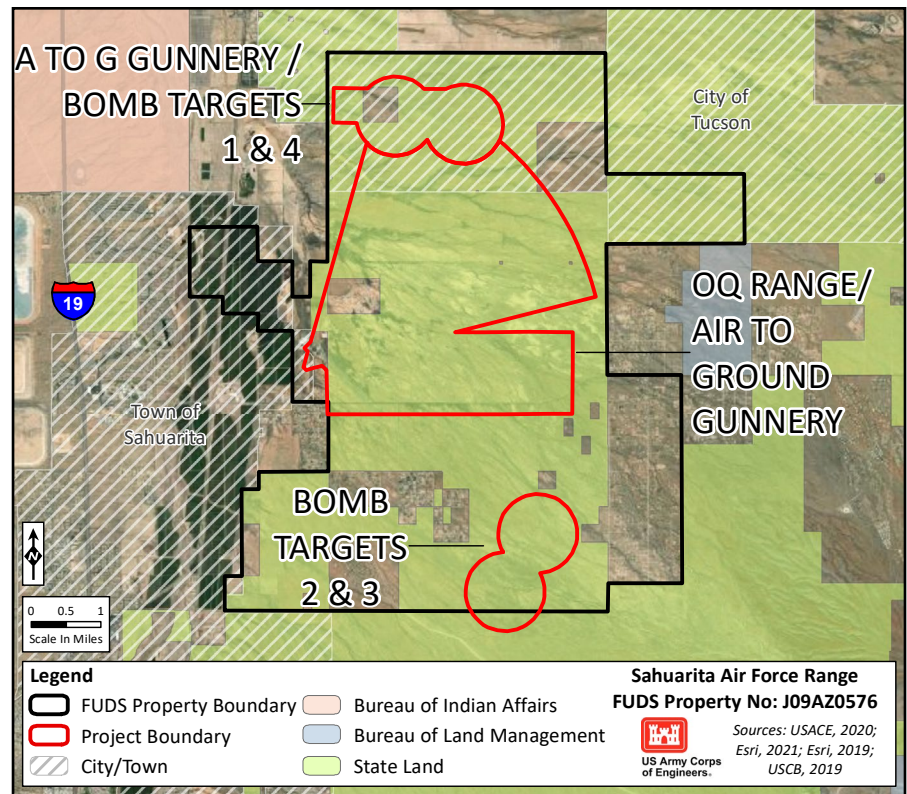 A TO G GUNNERY /
BOMB TARGETS
1 & 4
City of
Tucson
19
OQ RANGE/
AIR TO
GROUND
GUNNERY
Town of
Sahuarita
BOMB
TARGETS
2 & 3
N
0 0.5 1
Scale In Miles
Legend
FUDS Property Boundary
Project Boundary
City/Town
Bureau of Indian Affairs
Bureau of Land Management
State Land
Sahuarita Air Force Range
FUDS Property No: J09AZ0576
US Army Corps
of Engineers®
Sources: USACE, 2020;
Esri, 2021; Esri, 2019;
USCB, 2019